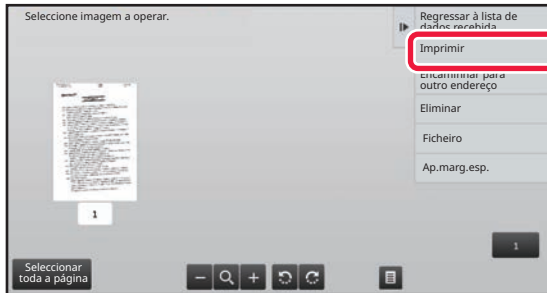 Seleccione imagem a operar.
Regressar à lista de
dados recebida
Imprimir
Encaminhar para
outro endereço
Eliminar
Ficheiro
Ap.marg.esp.
1
1
Seleccionar
toda a página